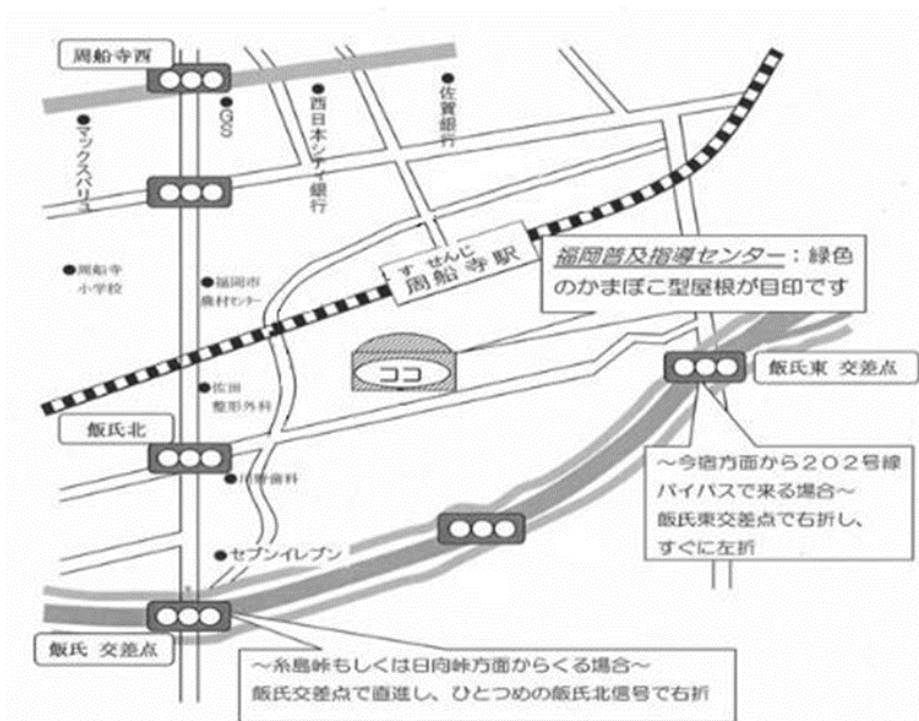 周船寺西
GS
マックスバリュ
西日本シティ銀行
佐賀銀行
周船寺
小学校
福岡市
農村センター
すせんじ
周船寺駅
福岡普及指導センター：緑色
のかまぼこ型屋根が目印です
ココ
佐田
整形外科
飯氏東 交差点
飯氏北
川野歯科
～今宿方面から202号線
バイパスで来る場合～
飯氏東交差点で右折し、
すぐに左折
セブンイレブン
飯氏 交差点
～糸島峠もしくは日向峠方面からくる場合～
飯氏交差点で直進し、ひとつめの飯氏北信号で右折